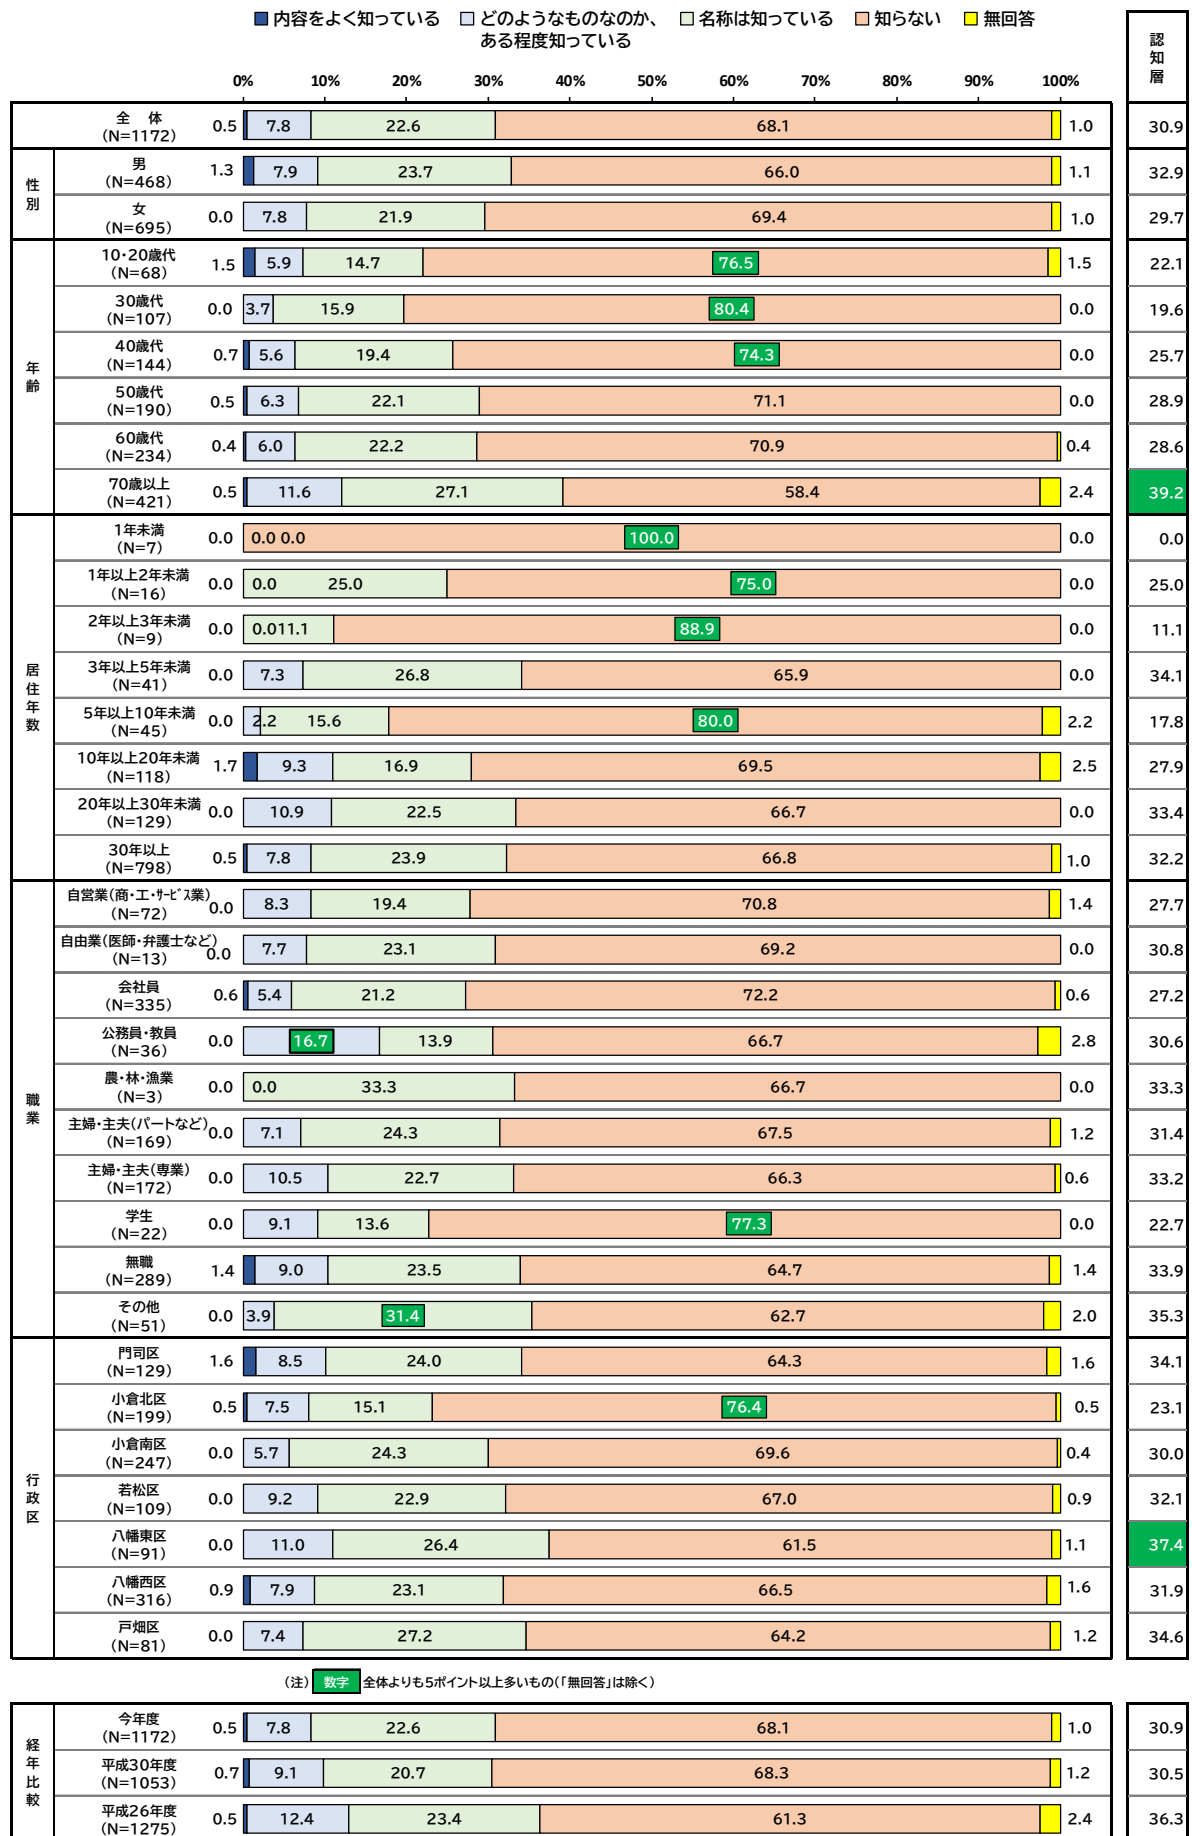 内容をよく知っている どのようなものなのか、 名称は知っている 知らない 無回答
ある程度知っている
認知層
0% 10% 20% 30% 40% 50% 60% 70% 80% 90% 100%
全 体
(N=1172) 0.5 7.8 22.6 68.1 1.0 30.9
性別
男
(N=468) 1.3 7.9 23.7 66.0 1.1 32.9
女
(N=695) 0.0 7.8 21.9 69.4 1.0 29.7
年齢
10・20歳代
(N=68) 1.5 5.9 14.7 76.5 1.5 22.1
30歳代
(N=107) 0.0 3.7 15.9 80.4 0.0 19.6
40歳代
(N=144) 0.7 5.6 19.4 74.3 0.0 25.7
50歳代
(N=190) 0.5 6.3 22.1 71.1 0.0 28.9
60歳代
(N=234) 0.4 6.0 22.2 70.9 0.4 28.6
70歳以上
(N=421) 0.5 11.6 27.1 58.4 2.4 39.2
居住年数
1年未満
(N=7) 0.0 0.0 0.0 100.0 0.0 0.0
1年以上2年未満
(N=16) 0.0 0.0 25.0 75.0 0.0 25.0
2年以上3年未満
(N=9) 0.0 0.0 11.1 88.9 0.0 11.1
3年以上5年未満
(N=41) 0.0 7.3 26.8 65.9 0.0 34.1
5年以上10年未満
(N=45) 0.0 2.2 15.6 80.0 2.2 17.8
10年以上20年未満
(N=118) 1.7 9.3 16.9 69.5 2.5 27.9
20年以上30年未満
(N=129) 0.0 10.9 22.5 66.7 0.0 33.4
30年以上
(N=798) 0.5 7.8 23.9 66.8 1.0 32.2
職業
自営業(商・工・ｻｰﾋﾞｽ業)
(N=72) 0.0 8.3 19.4 70.8 1.4 27.7
自由業(医師・弁護士など)
(N=13) 0.0 7.7 23.1 69.2 0.0 30.8
会社員
(N=335) 0.6 5.4 21.2 72.2 0.6 27.2
公務員・教員
(N=36) 0.0 16.7 13.9 66.7 2.8 30.6
農・林・漁業
(N=3) 0.0 0.0 33.3 66.7 0.0 33.3
主婦・主夫(パートなど)
(N=169) 0.0 7.1 24.3 67.5 1.2 31.4
主婦・主夫(専業)
(N=172) 0.0 10.5 22.7 66.3 0.6 33.2
学生
(N=22) 0.0 9.1 13.6 77.3 0.0 22.7
無職
(N=289) 1.4 9.0 23.5 64.7 1.4 33.9
その他
(N=51) 0.0 3.9 31.4 62.7 2.0 35.3
行政区
門司区
(N=129) 1.6 8.5 24.0 64.3 1.6 34.1
小倉北区
(N=199) 0.5 7.5 15.1 76.4 0.5 23.1
小倉南区
(N=247) 0.0 5.7 24.3 69.6 0.4 30.0
若松区
(N=109) 0.0 9.2 22.9 67.0 0.9 32.1
八幡東区
(N=91) 0.0 11.0 26.4 61.5 1.1 37.4
八幡西区
(N=316) 0.9 7.9 23.1 66.5 1.6 31.9
戸畑区
(N=81) 0.0 7.4 27.2 64.2 1.2 34.6
(注) 数字 全体よりも5ポイント以上多いもの(「無回答」は除く)
経年比較
今年度
(N=1172) 0.5 7.8 22.6 68.1 1.0 30.9
平成30年度
(N=1053) 0.7 9.1 20.7 68.3 1.2 30.5
平成26年度
(N=1275) 0.5 12.4 23.4 61.3 2.4 36.3